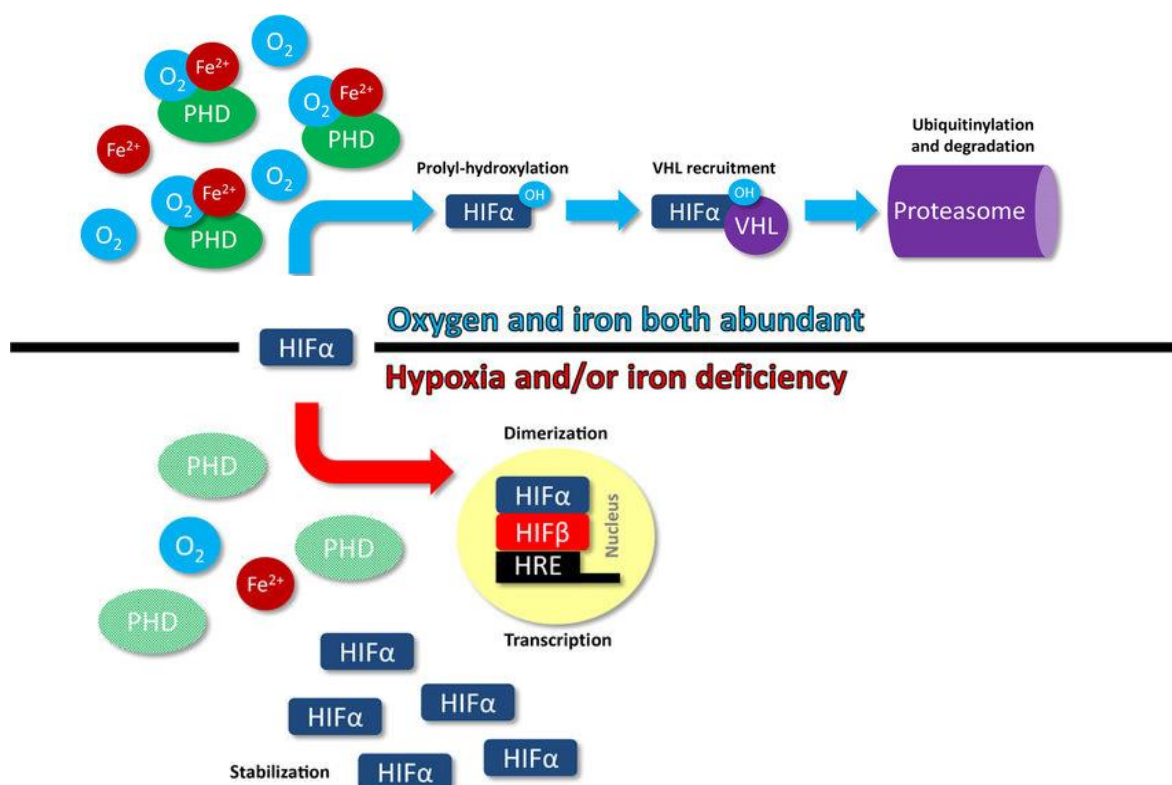 O2
O2 Fe2+
PHD
O2 Fe2+
PHD
Fe2+
O2
O2 Fe2+
PHD
O2
Prolyl-hydroxylation
HIFα OH
VHL recruitment
HIFα OH
VHL
Ubiquitinylation
and degradation
Proteasome
Oxygen and iron both abundant
HIFα
Hypoxia and/or iron deficiency
PHD
O2
PHD
Fe2+
PHD
Dimerization
HIFα
HIFβ
HRE
Nucleus
Transcription
HIFα
HIFα
HIFα
HIFα
Stabilization
HIFα